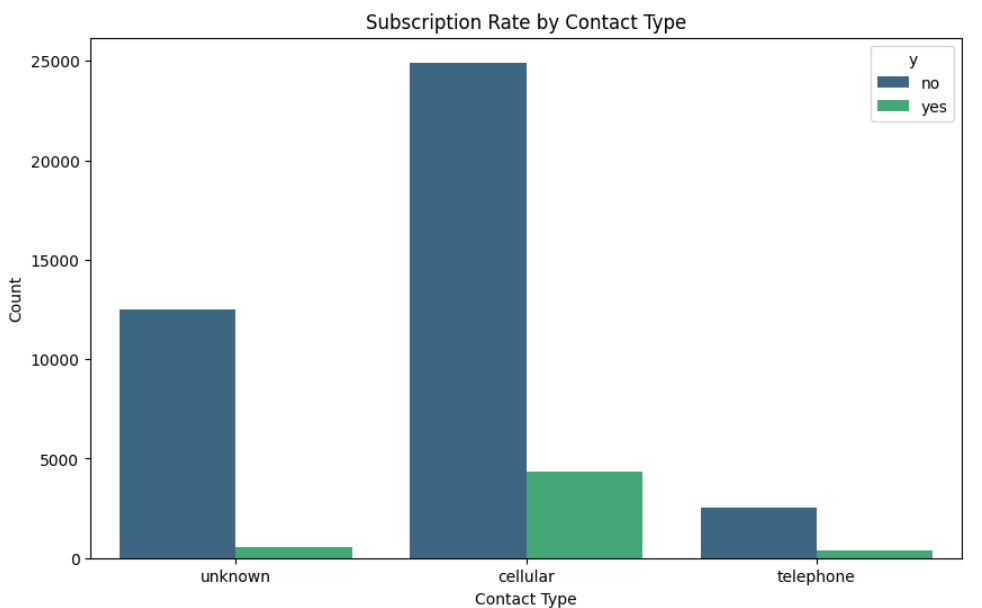 Subscription Rate by Contact Type
y
no
yes
25000
20000
15000
10000
5000
0
Count
unknown cellular telephone
Contact Type